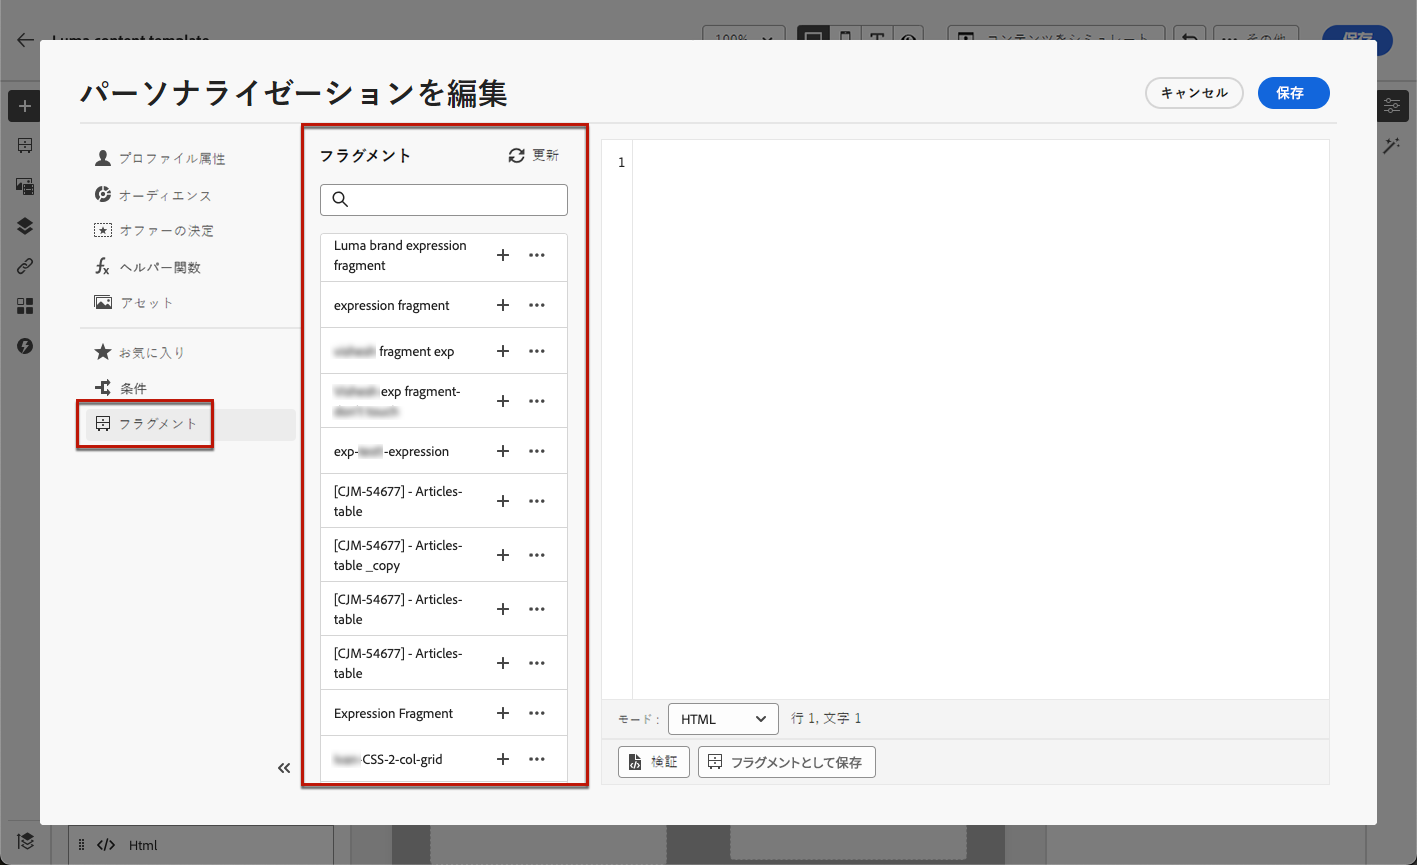 Luma content template
100%
コンテンツをシミュレート
その他
保存
パーソナライゼーションを編集
キャンセル
保存
プロファイル属性
オーディエンス
オファーの決定
ヘルパー関数
アセット
お気に入り
条件
フラグメント
フラグメント
更新
Luma brand expression
fragment
expression fragment
fragment exp
exp fragment-
exp-
-expression
[CJM-54677] - Articles-
table
[CJM-54677] - Articles-
table _copy
[CJM-54677] - Articles-
table
[CJM-54677] - Articles-
table
Expression Fragment
-CSS-2-col-grid
1
モード :
HTML
行 1, 文字 1
検証
フラグメントとして保存
Html